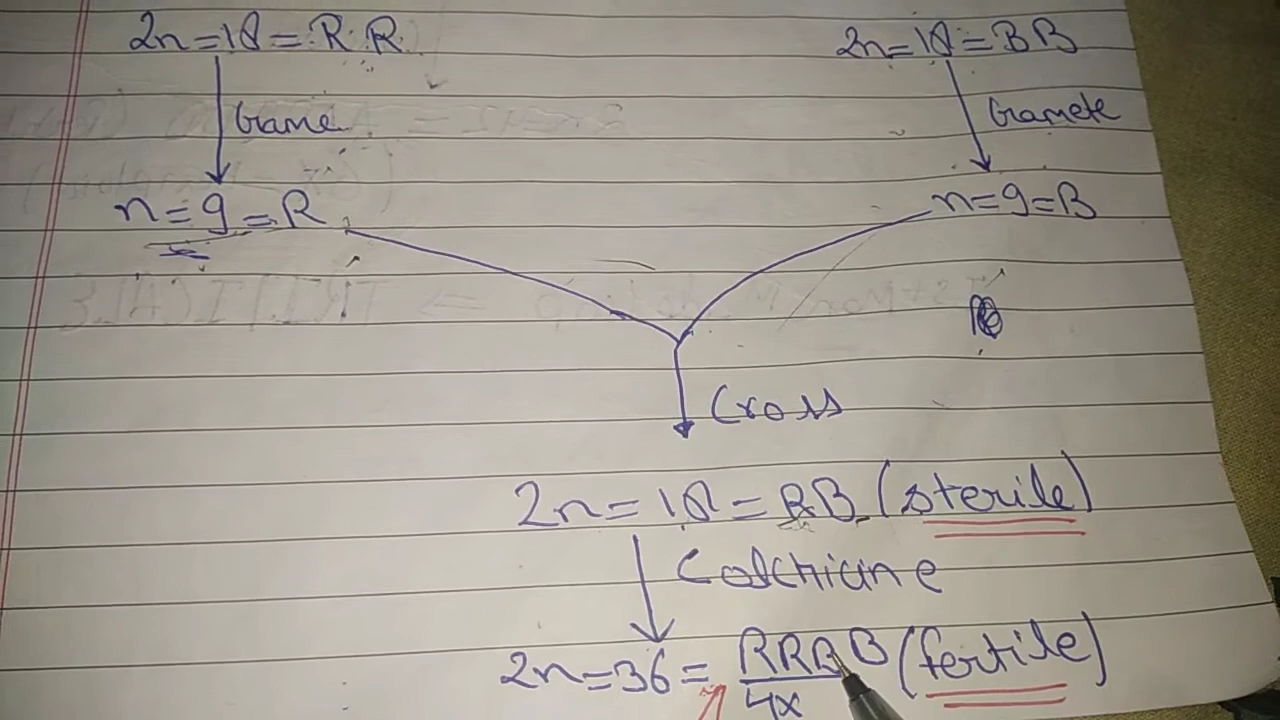 2n=18=RR
2n=18=BB
Game
Gamete
n=9=R
n=9=B
Cross
2n=18=RB (sterile)
Colchicine
2n=36=RRBB (fertile)
4x